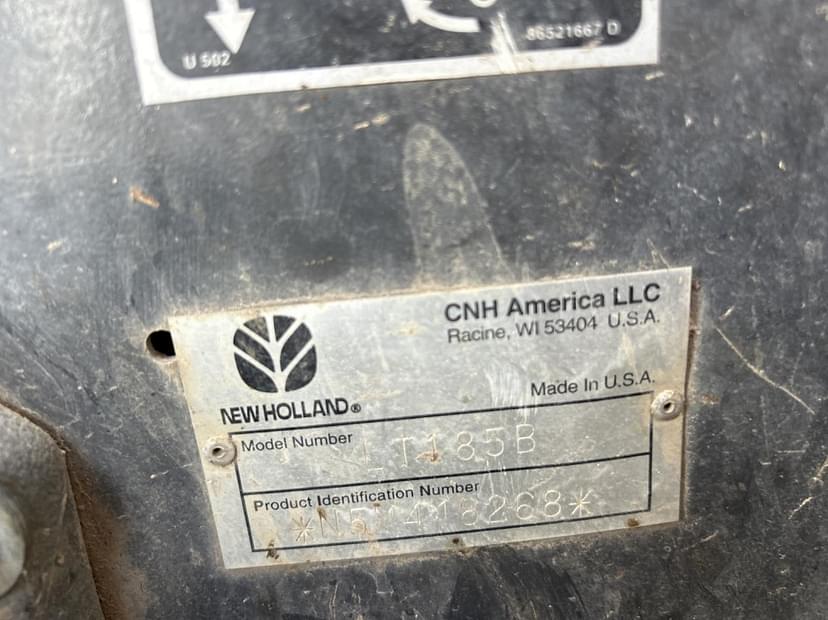 U 502
86521667 D
CNH America LLC
Racine, WI 53404 U.S.A.
Made In U.S.A.
NEW HOLLAND®
Model Number
LT185B
Product Identification Number